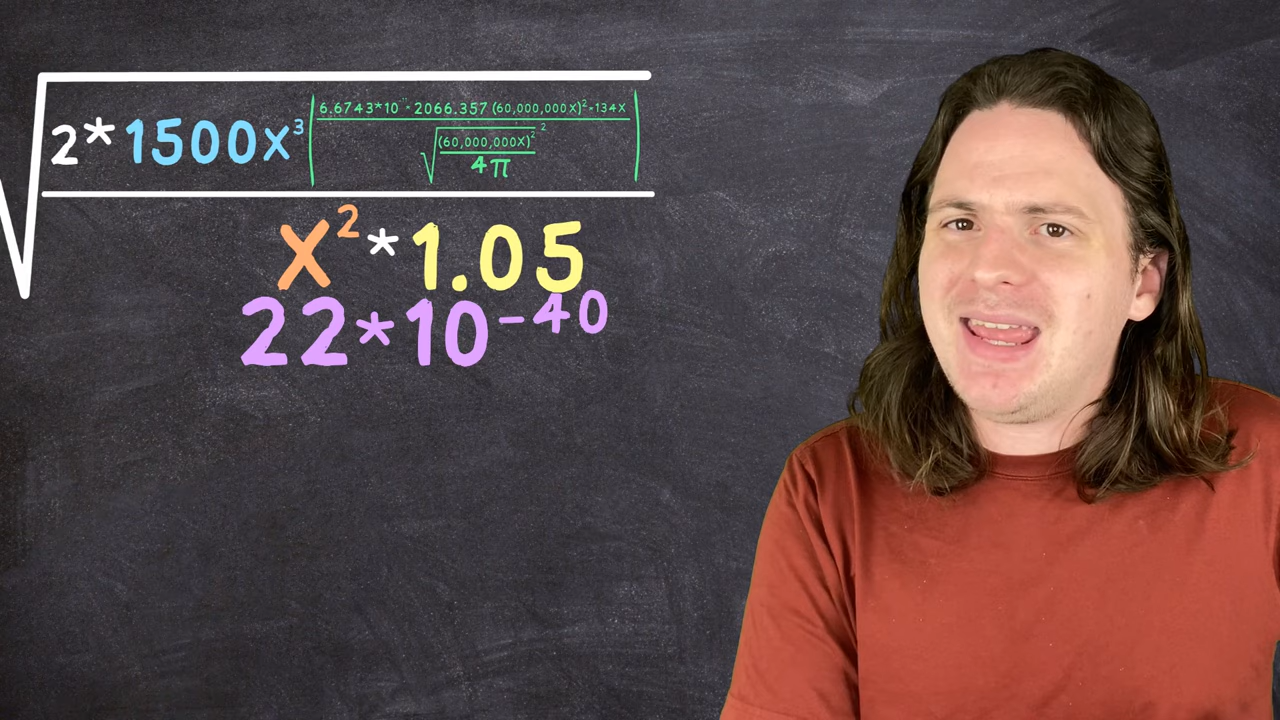 6.6743*10 * 2066.357 (60,000,000X)² * 134X
2*1500X³
(60,000,000X)² ²
4π
X² * 1.05
22*10⁻⁴⁰